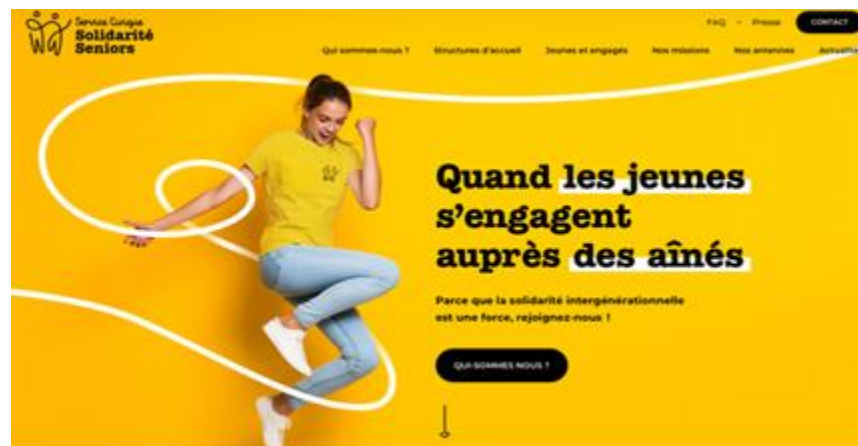 Service Civique
Solidarité
Seniors
FAQ - Presse CONTACT
Qui sommes-nous ? Structures d'accueil Jeunes et engagés Nos missions Nos antennes Actualités
Quand les jeunes
s'engagent
auprès des aînés
Parce que la solidarité intergénérationnelle
est une force, rejoignez-nous !
QUI-SOMMES NOUS ?